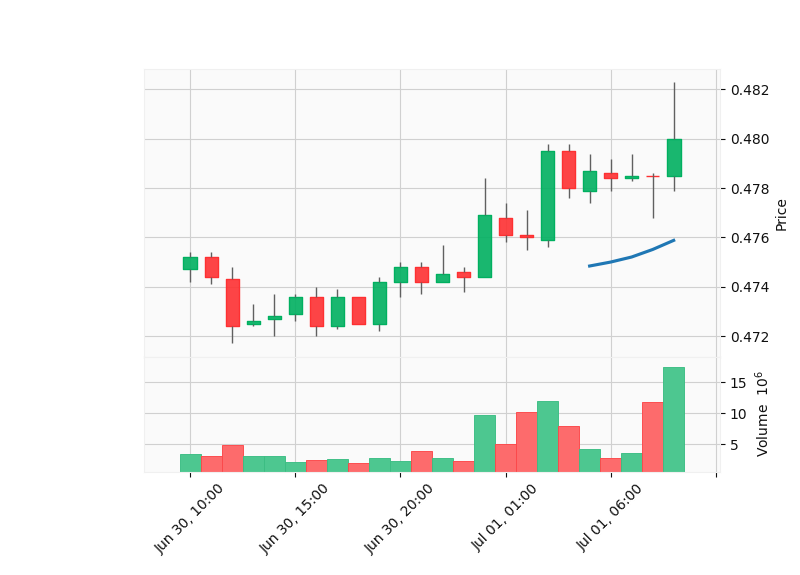 0.482
0.480
0.478
0.476
0.474
0.472
Price
15
10
5
Volume 10^6
Jun 30, 10:00
Jun 30, 15:00
Jun 30, 20:00
Jul 01, 01:00
Jul 01, 06:00